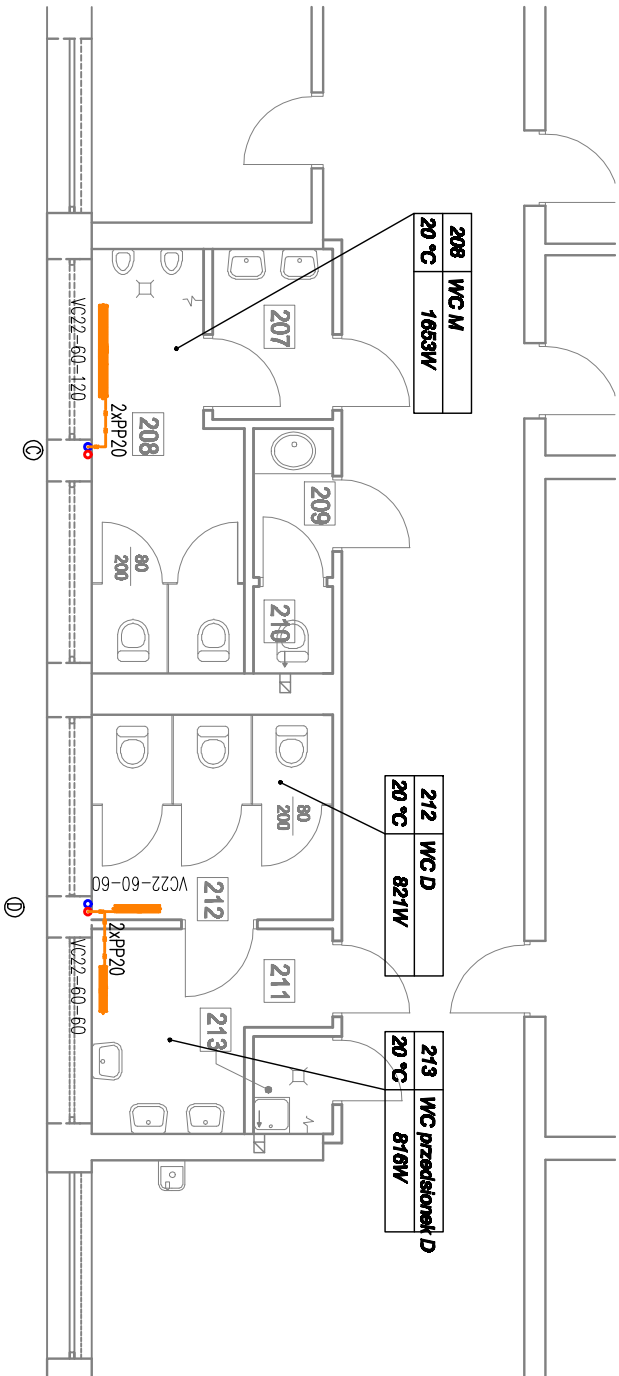 208 WC M
20 °C 1653W
207
VC22-60-120
2xPP20
208
209
80
200
210
C
212 WC D
20 °C 821W
80
200
VC22-60-60
212
D
2xPP20
VC22-60-60
211
213
213 WC przedsionek D
20 °C 816W